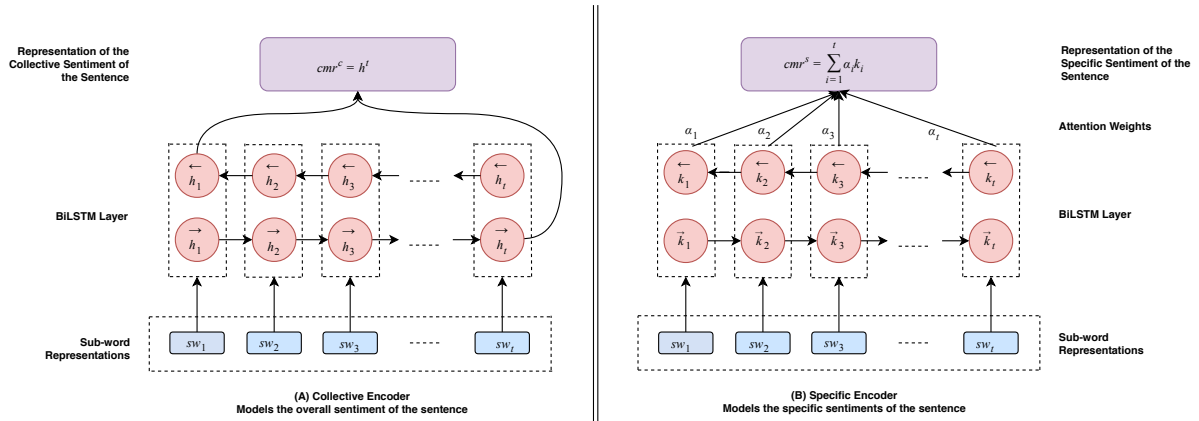 Representation of the
Collective Sentiment of
the Sentence
cmr^c = h^t
← h_1
← h_2
← h_3
......
← h_t
BiLSTM Layer
→ h_1
→ h_2
→ h_3
......
→ h_t
Sub-word
Representations
sw_1
sw_2
sw_3
......
sw_t
(A) Collective Encoder
Models the overall sentiment of the sentence
cmr^s = ∑_{i=1}^{t} α_i k_i
Representation of the
Specific Sentiment of the
Sentence
α_1
α_2
α_3
α_t
Attention Weights
← k_1
← k_2
← k_3
......
← k_t
→ k_1
→ k_2
→ k_3
......
→ k_t
BiLSTM Layer
sw_1
sw_2
sw_3
......
sw_t
Sub-word
Representations
(B) Specific Encoder
Models the specific sentiments of the sentence